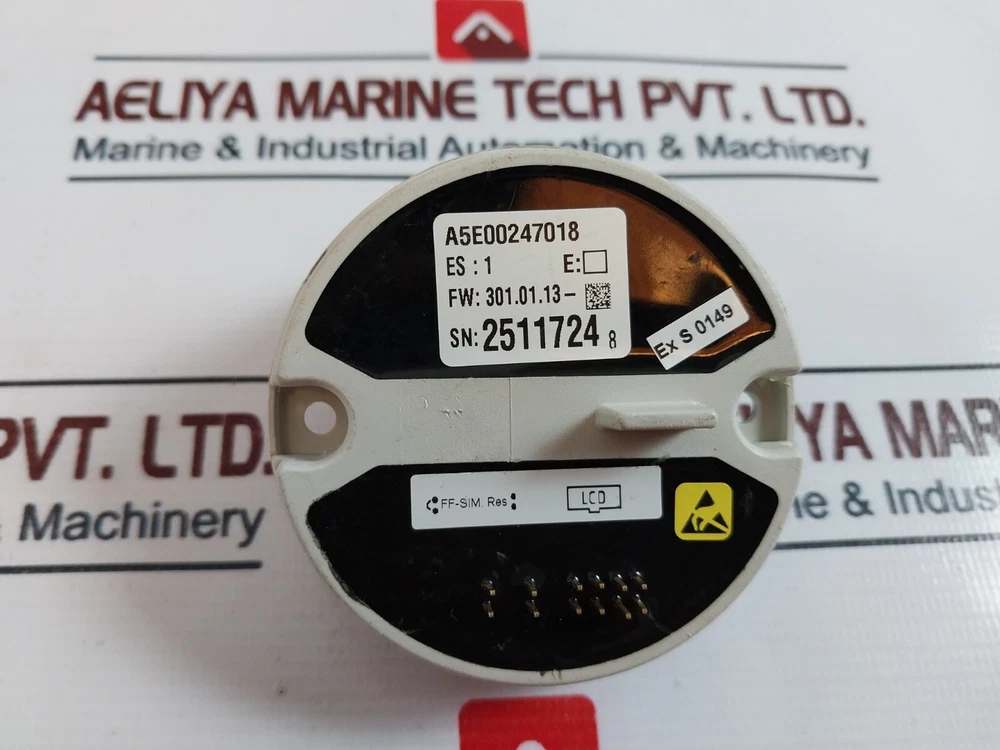 AELIYA MARINE TECH PVT. LTD.
Marine & Industrial Automation & Machinery
A5E00247018
ES : 1 E:
FW: 301.01.13-
SN: 2511724 8
Ex S 0149
PVT. LTD.
& Machinery
YA MAR
ne & Indust
FF-SIM. Res
LCD